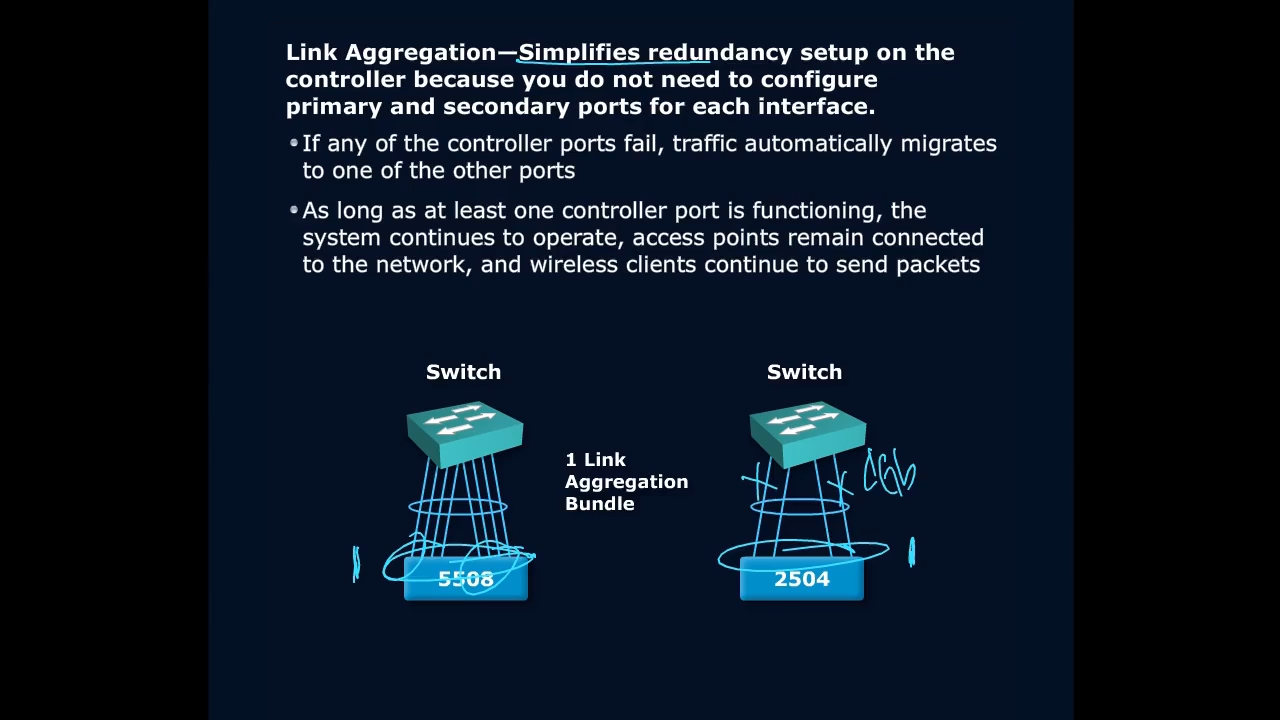 Link Aggregation—Simplifies redundancy setup on the
controller because you do not need to configure
primary and secondary ports for each interface.
•If any of the controller ports fail, traffic automatically migrates
to one of the other ports
•As long as at least one controller port is functioning, the
system continues to operate, access points remain connected
to the network, and wireless clients continue to send packets
Switch
Switch
1 Link
Aggregation
Bundle
5508
2504